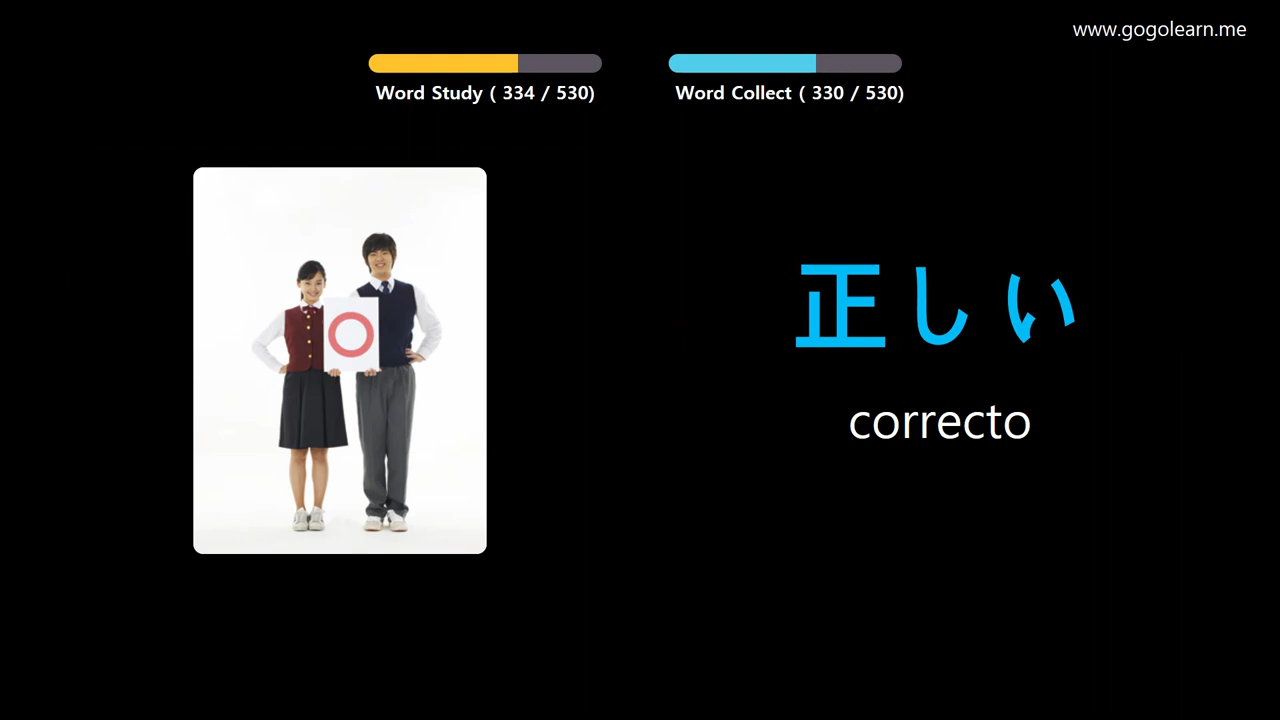 www.gogolearn.me
Word Study ( 334 / 530)
Word Collect ( 330 / 530)
正しい
correcto